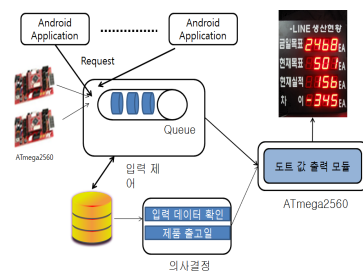 Android
Application
Android
Application
Request
Queue
ATmega2560
입력 제
어
입력 데이터 확인
제품 출고일
의사결정
-LINE 생산현황
금일목표 2468 EA
현재목표 501 EA
현재실적 156 EA
차 이 -345 EA
도트 값 출력 모듈
ATmega2560